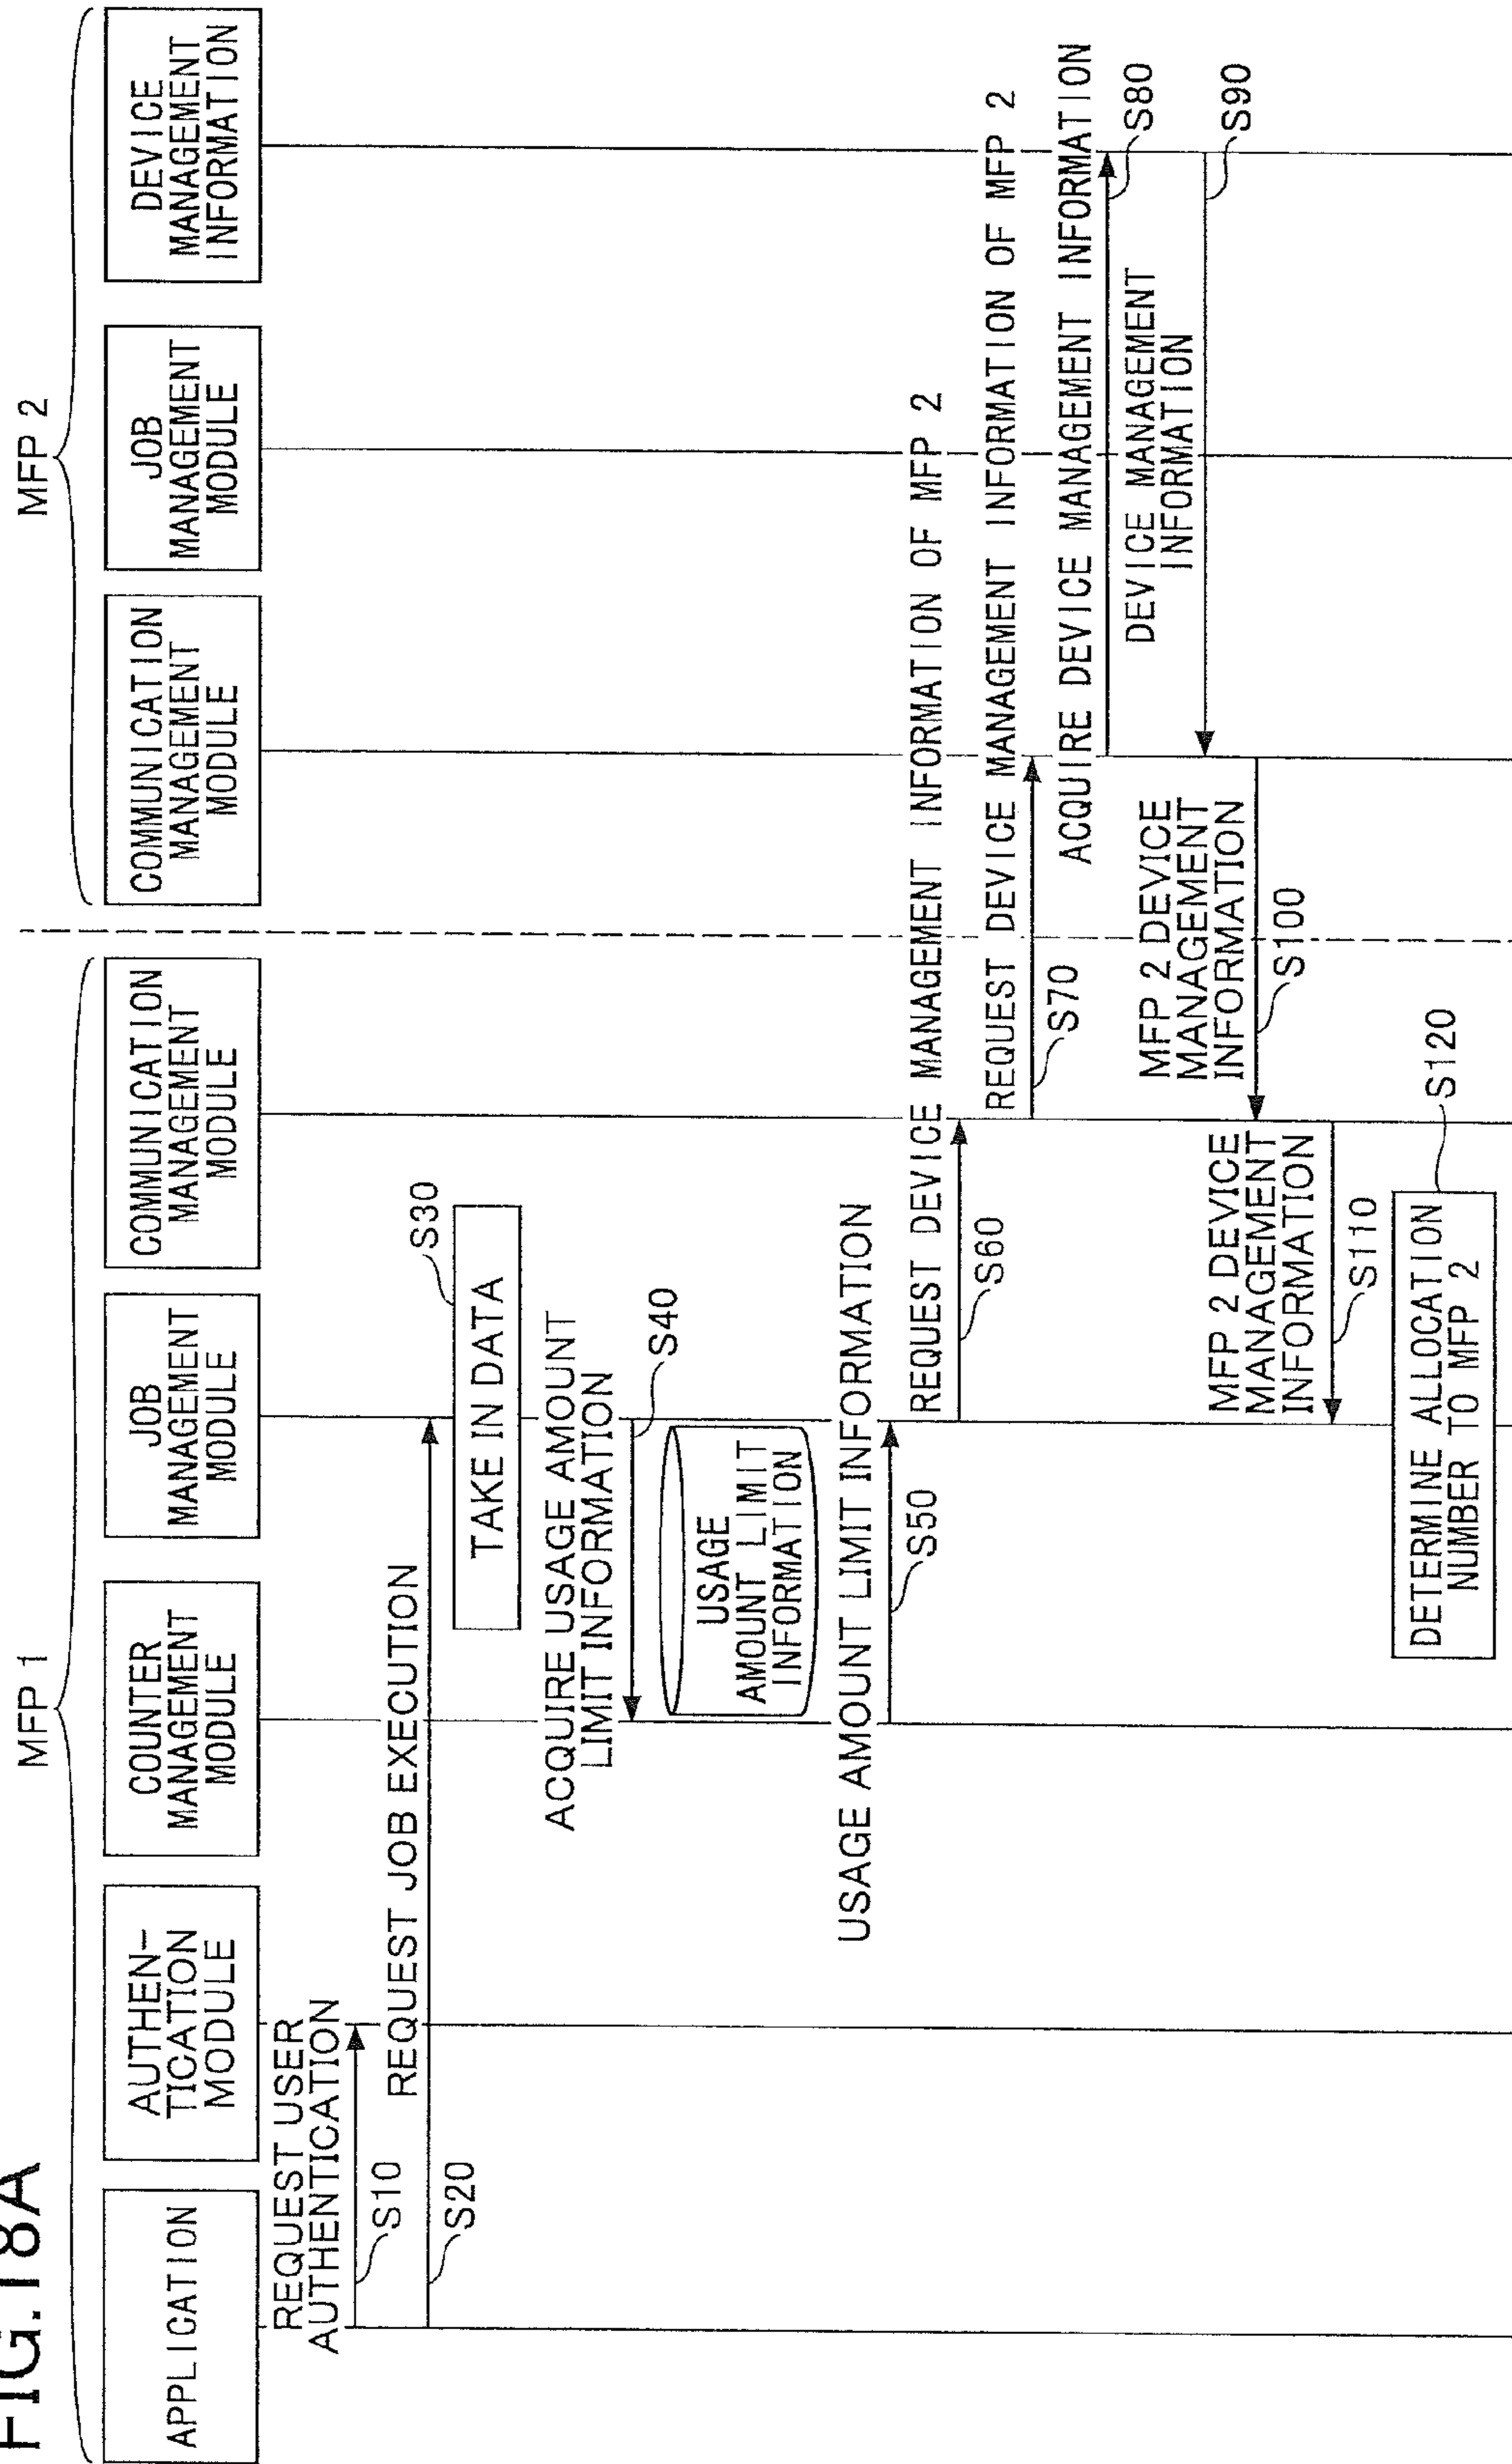 FIG.18A
MFP 1
MFP 2
APPLICATION
AUTHEN-
TICATION
MODULE
COUNTER
MANAGEMENT
MODULE
JOB
MANAGEMENT
MODULE
COMMUNICATION
MANAGEMENT
MODULE
COMMUNICATION
MANAGEMENT
MODULE
JOB
MANAGEMENT
MODULE
DEVICE
MANAGEMENT
INFORMATION
REQUEST USER
AUTHENTICATION
S10
REQUEST JOB EXECUTION
S20
S30
TAKE IN DATA
ACQUIRE USAGE AMOUNT
LIMIT INFORMATION
S40
USAGE
AMOUNT LIMIT
INFORMATION
USAGE AMOUNT LIMIT INFORMATION
S50
REQUEST DEVICE MANAGEMENT INFORMATION OF MFP 2
S60
REQUEST DEVICE MANAGEMENT INFORMATION OF MFP 2
S70
ACQUIRE DEVICE MANAGEMENT INFORMATION
S80
DEVICE MANAGEMENT
INFORMATION
S90
MFP 2 DEVICE
MANAGEMENT
INFORMATION
S100
MFP 2 DEVICE
MANAGEMENT
INFORMATION
S110
DETERMINE ALLOCATION
NUMBER TO MFP 2
S120